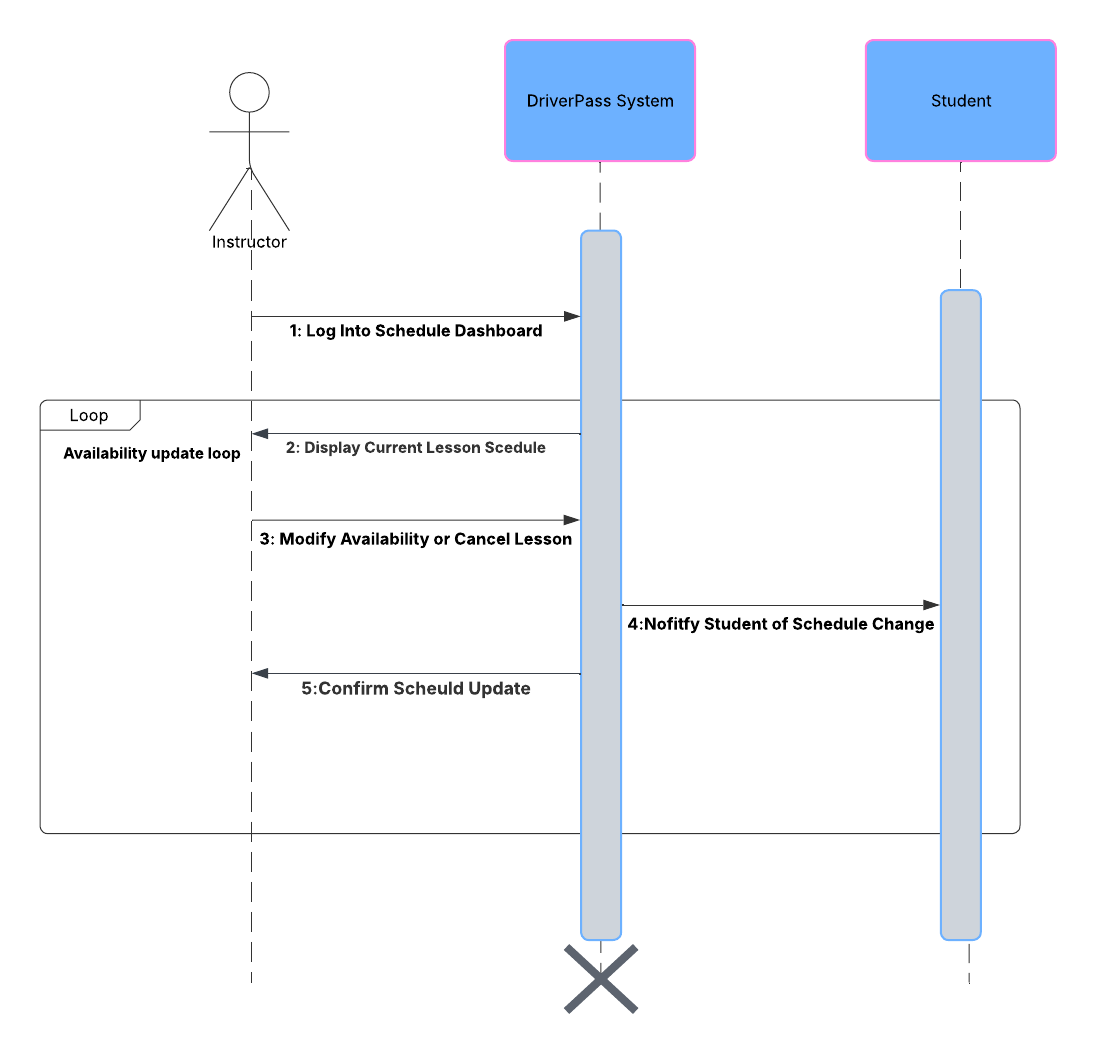 DriverPass System
Student
Instructor
1: Log Into Schedule Dashboard
Loop
Availability update loop
2: Display Current Lesson Scedule
3: Modify Availability or Cancel Lesson
4:Nofitfy Student of Schedule Change
5:Confirm Scheuld Update